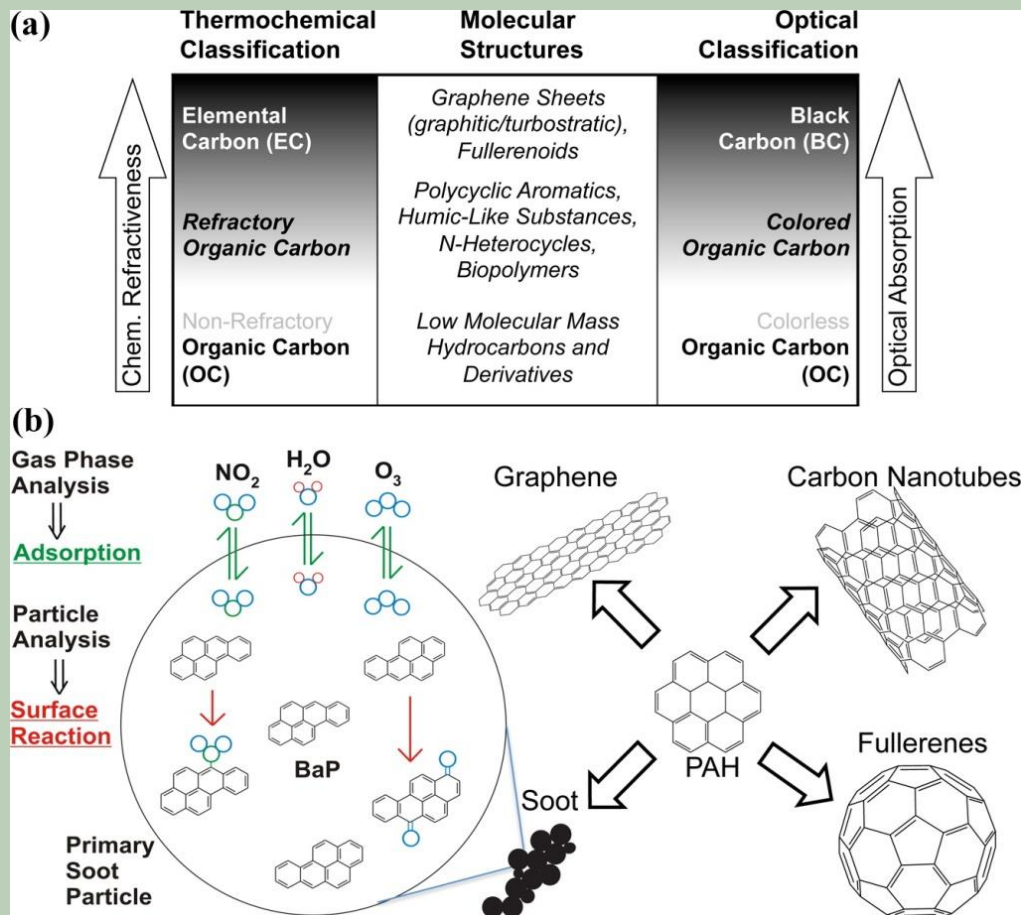 (a)
Thermochemical
Classification
Molecular
Structures
Optical
Classification
Chem. Refractiveness
Elemental
Carbon (EC)
Refractory
Organic Carbon
Non-Refractory
Organic Carbon
(OC)
Graphene Sheets
(graphitic/turbostratic),
Fullerenoids
Polycyclic Aromatics,
Humic-Like Substances,
N-Heterocycles,
Biopolymers
Low Molecular Mass
Hydrocarbons and
Derivatives
Black
Carbon (BC)
Colored
Organic Carbon
Colorless
Organic Carbon
(OC)
Optical Absorption
(b)
Gas Phase
Analysis
Adsorption
Particle
Analysis
Surface
Reaction
Primary
Soot
Particle
NO₂
H₂O
O₃
BaP
Graphene
Carbon Nanotubes
PAH
Soot
Fullerenes